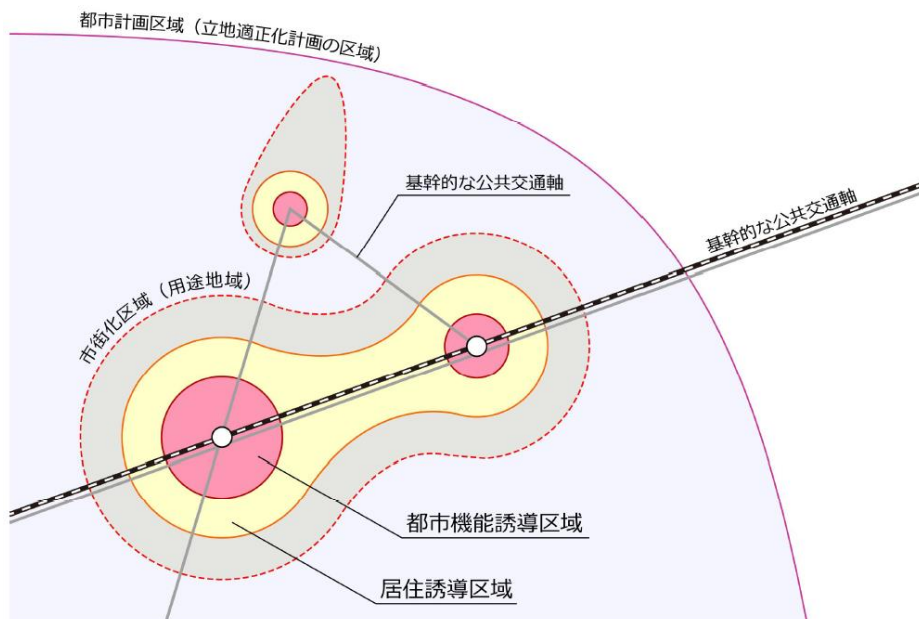 都市計画区域（立地適正化計画の区域）
基幹的な公共交通軸
基幹的な公共交通軸
市街化区域（用途地域）
都市機能誘導区域
居住誘導区域